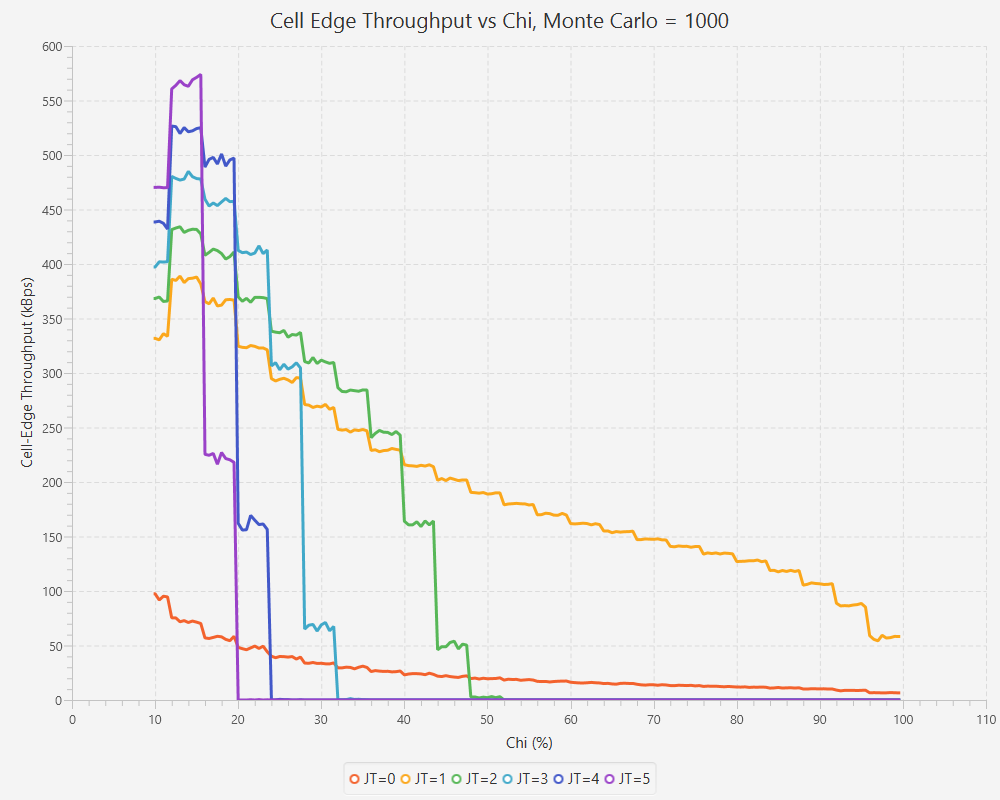 Cell Edge Throughput vs Chi, Monte Carlo = 1000
600
550
500
450
400
350
300
250
200
150
100
50
0
Cell-Edge Throughput (kBps)
0 10 20 30 40 50 60 70 80 90 100 110
Chi (%)
JT=0 JT=1 JT=2 JT=3 JT=4 JT=5